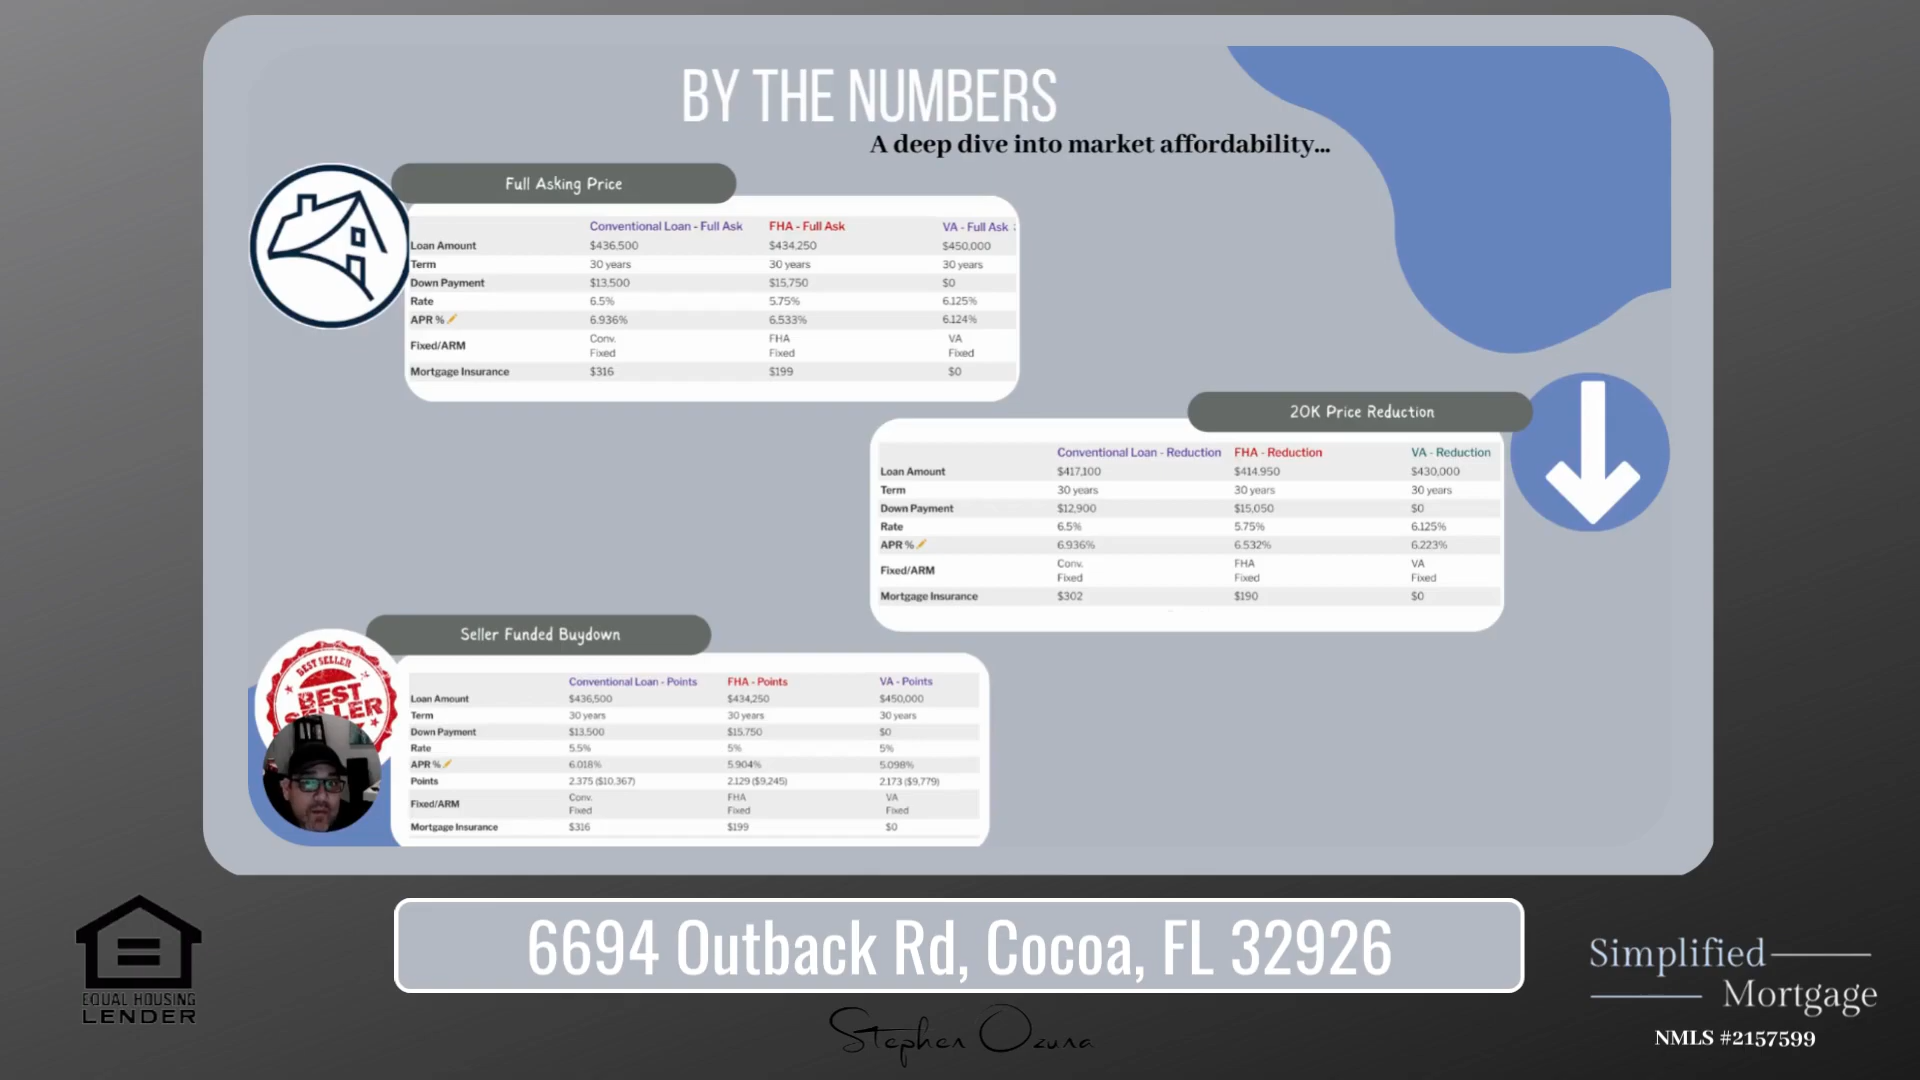 BY THE NUMBERS
A deep dive into market affordability...
Full Asking Price
Conventional Loan - Full Ask FHA - Full Ask VA - Full Ask
Loan Amount $436,500 $434,250 $450,000
Term 30 years 30 years 30 years
Down Payment $13,500 $15,750 $0
Rate 6.5% 5.75% 6.125%
APR % 6.936% 6.533% 6.124%
Fixed/ARM Conv. Fixed FHA Fixed VA Fixed
Mortgage Insurance $316 $199 $0
20K Price Reduction
Conventional Loan - Reduction FHA - Reduction VA - Reduction
Loan Amount $417,100 $414,950 $430,000
Term 30 years 30 years 30 years
Down Payment $12,900 $15,050 $0
Rate 6.5% 5.75% 6.125%
APR % 6.936% 6.532% 6.223%
Fixed/ARM Conv. Fixed FHA Fixed VA Fixed
Mortgage Insurance $302 $190 $0
Seller Funded Buydown
BEST SELLER
BEST
SELLER
Conventional Loan - Points FHA - Points VA - Points
Loan Amount $436,500 $434,250 $450,000
Term 30 years 30 years 30 years
Down Payment $13,500 $15,750 $0
Rate 5.5% 5% 5%
APR % 6.018% 5.904% 5.098%
Points 2.375 ($10,367) 2.129 ($9,245) 2.173 ($9,779)
Fixed/ARM Conv. Fixed FHA Fixed VA Fixed
Mortgage Insurance $316 $199 $0
6694 Outback Rd, Cocoa, FL 32926
EQUAL HOUSING
LENDER
Stephen Ozuna
Simplified
Mortgage
NMLS #2157599